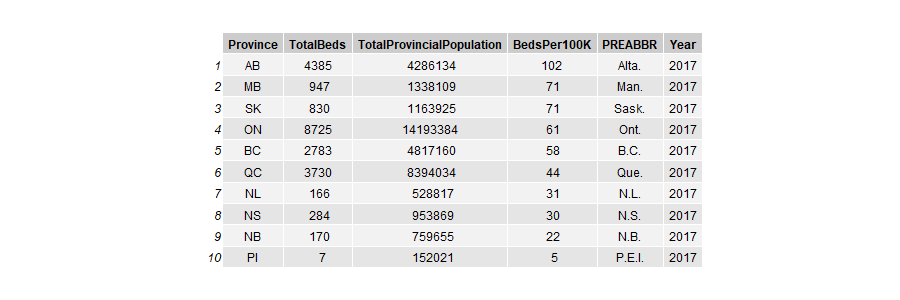 Province TotalBeds TotalProvincialPopulation BedsPer100K PREABBR Year
1 AB 4385 4286134 102 Alta. 2017
2 MB 947 1338109 71 Man. 2017
3 SK 830 1163925 71 Sask. 2017
4 ON 8725 14193384 61 Ont. 2017
5 BC 2783 4817160 58 B.C. 2017
6 QC 3730 8394034 44 Que. 2017
7 NL 166 528817 31 N.L. 2017
8 NS 284 953869 30 N.S. 2017
9 NB 170 759655 22 N.B. 2017
10 PI 7 152021 5 P.E.I. 2017